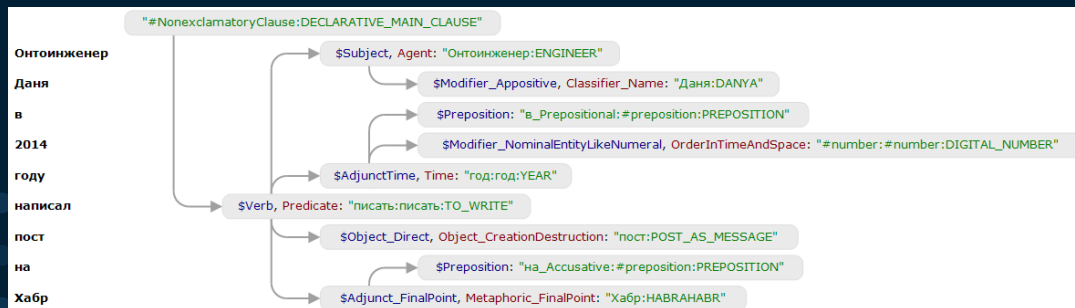 "#NonexclamatoryClause:DECLARATIVE_MAIN_CLAUSE"
Онтоинженер $Subject, Agent: "Онтоинженер:ENGINEER"
Даня $Modifier_Appositive, Classifier_Name: "Даня:DANYA"
в $Preposition: "в_Prepositional:#preposition:PREPOSITION"
2014 $Modifier_NominalEntityLikeNumeral, OrderInTimeAndSpace: "#number:#number:DIGITAL_NUMBER"
году $AdjunctTime, Time: "год:год:YEAR"
написал $Verb, Predicate: "писать:писать:TO_WRITE"
пост $Object_Direct, Object_CreationDestruction: "пост:POST_AS_MESSAGE"
на $Preposition: "на_Accusative:#preposition:PREPOSITION"
Хабр $Adjunct_FinalPoint, Metaphoric_FinalPoint: "Хабр:HABRAHABR"